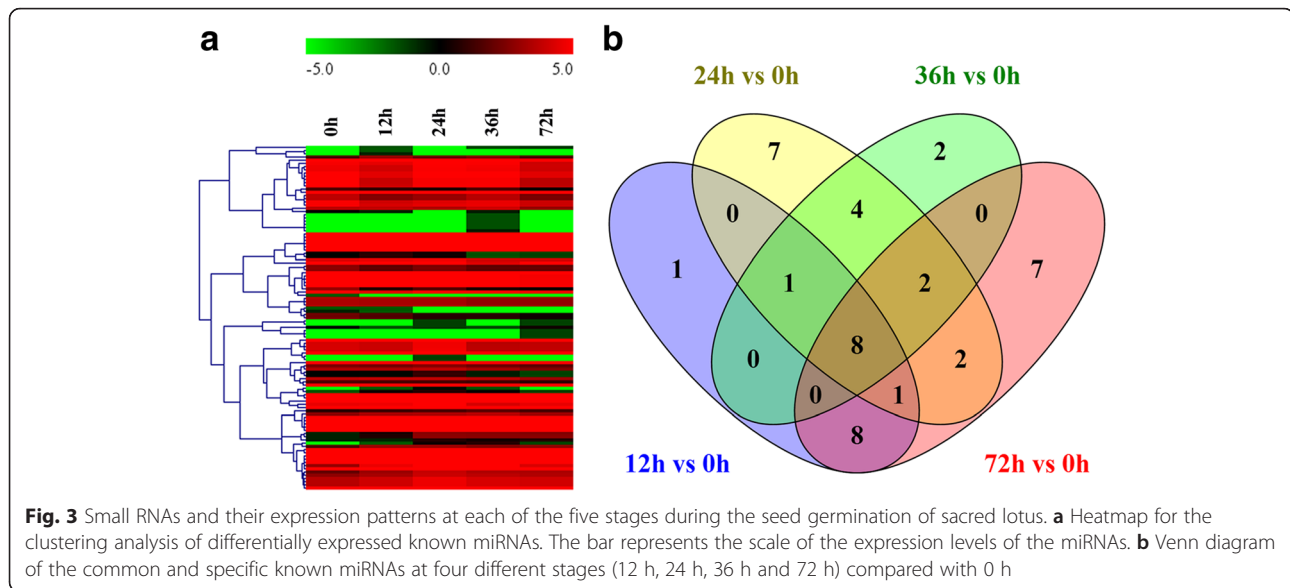 a
-5.0 0.0 5.0
0h 12h 24h 36h 72h
b
24h vs 0h 36h vs 0h
7 2
0 4 0
1 1 2 7
0 8 2
0 1
8
12h vs 0h 72h vs 0h
Fig. 3 Small RNAs and their expression patterns at each of the five stages during the seed germination of sacred lotus. a Heatmap for the
clustering analysis of differentially expressed known miRNAs. The bar represents the scale of the expression levels of the miRNAs. b Venn diagram
of the common and specific known miRNAs at four different stages (12 h, 24 h, 36 h and 72 h) compared with 0 h